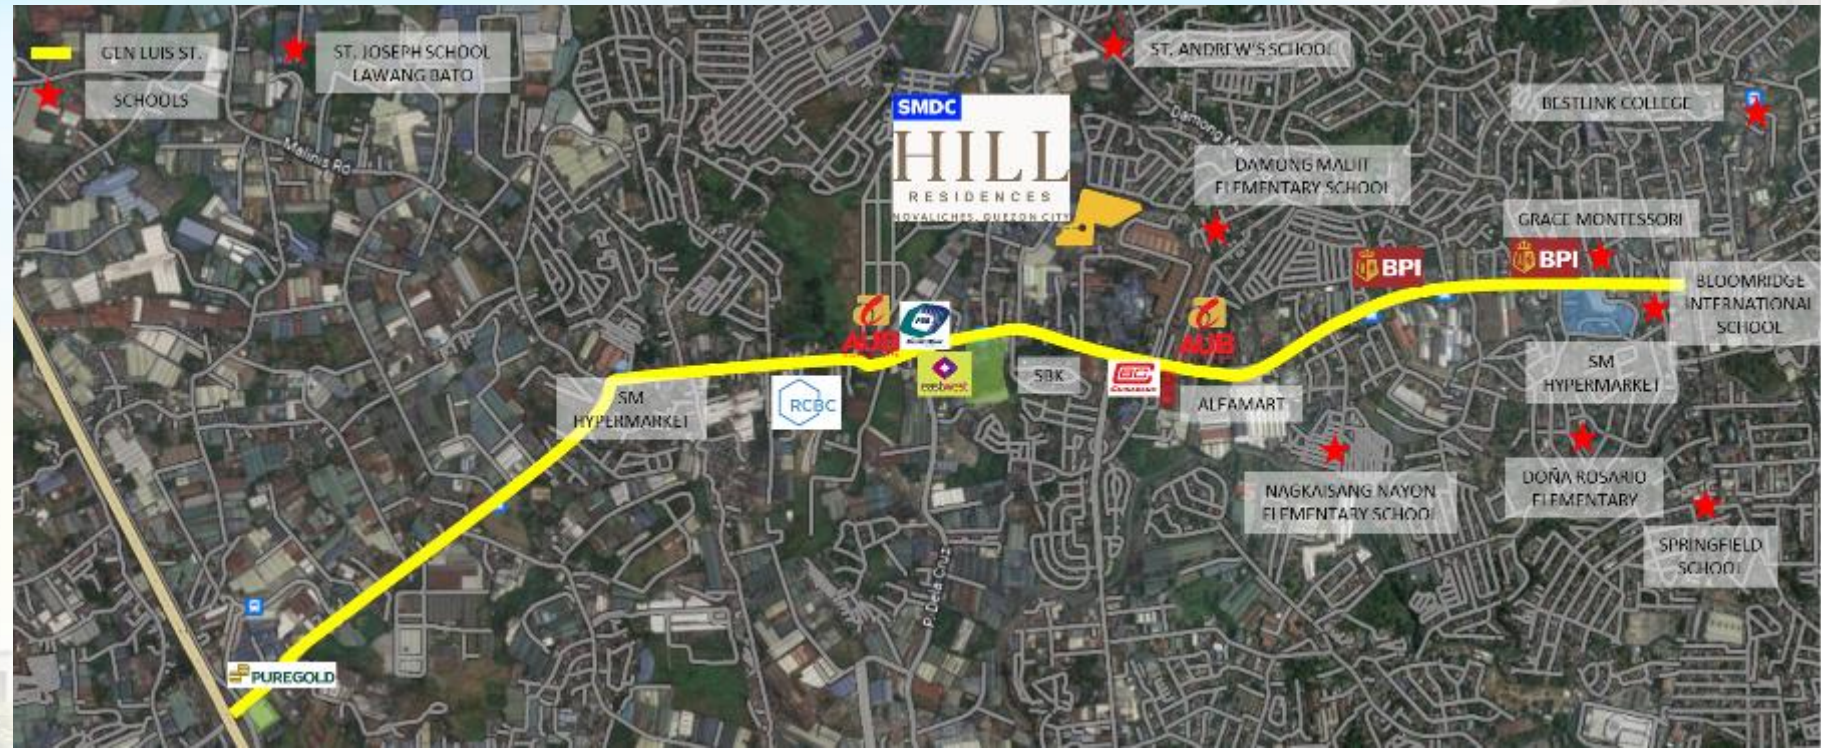 GEN LUIS ST.
SCHOOLS
ST. JOSEPH SCHOOL
LAWANG BATO
ST. ANDREW'S SCHOOL
BESTLINK COLLEGE
SMDC
HILL
RESIDENCES
NOVALICHES, QUEZON CITY
Malinis Rd
DAMONG MALIIT
ELEMENTARY SCHOOL
GRACE MONTESSORI
BPI
BPI
BLOOMRIDGE
INTERNATIONAL
SCHOOL
AUB
AUB
eastwest
SBK
RCBC
SM
HYPERMARKET
ALFAMART
SM
HYPERMARKET
NAGKAISANG NAYON
ELEMENTARY SCHOOL
DOÑA ROSARIO
ELEMENTARY
SPRINGFIELD
SCHOOL
P. Dela Cruz
PUREGOLD